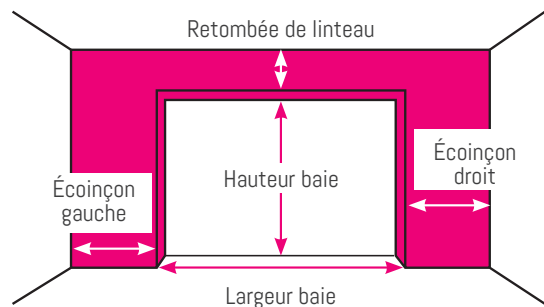 Retombée de linteau
Écoinçon
gauche
Hauteur baie
Écoinçon
droit
Largeur baie